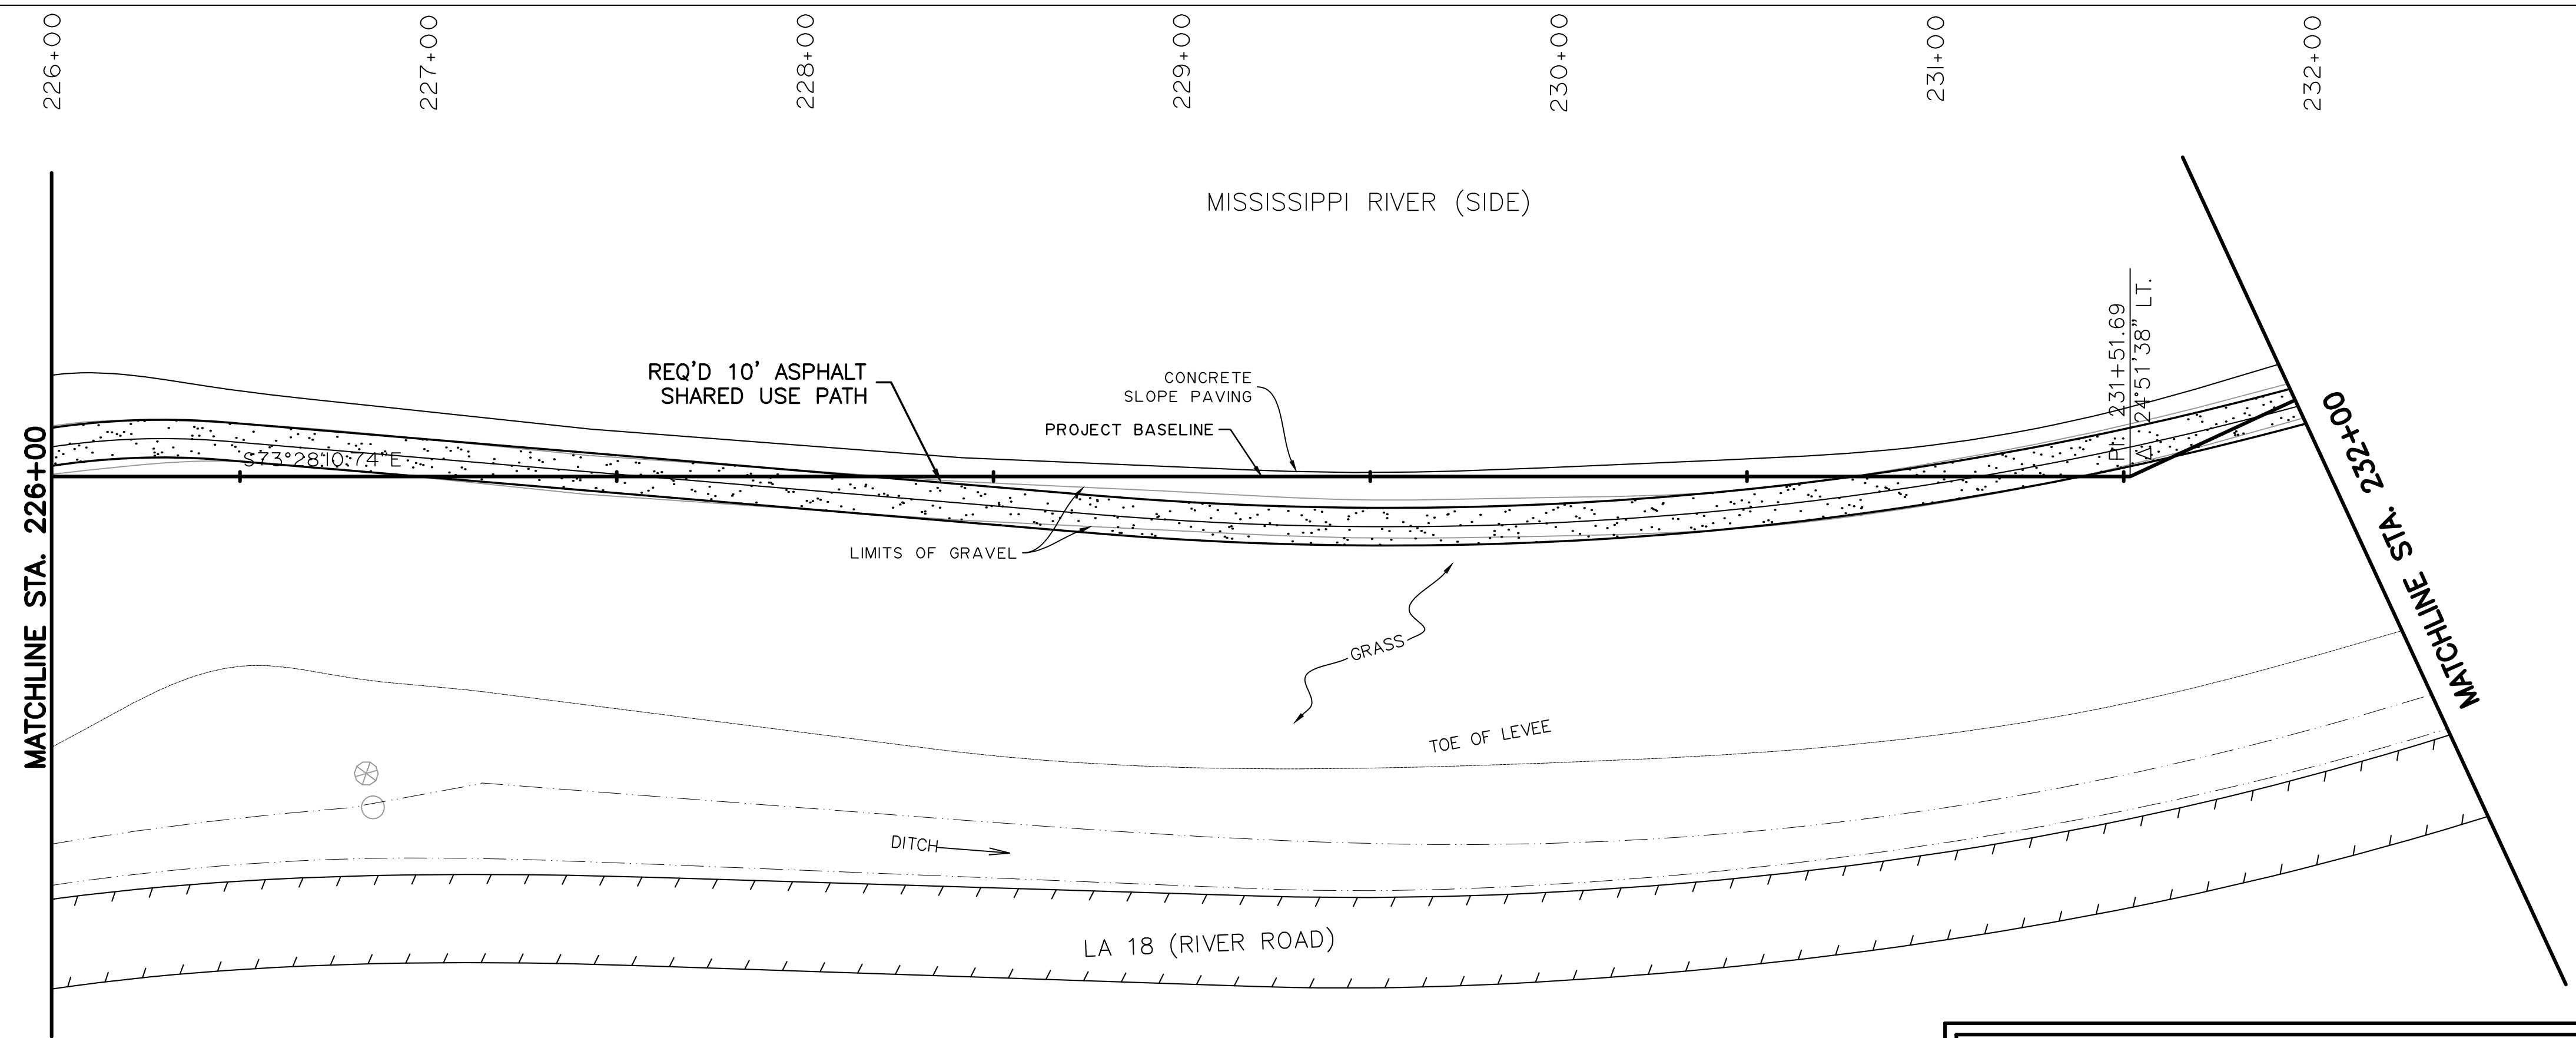 226+00
227+00
228+00
229+00
230+00
231+00
232+00
MISSISSIPPI RIVER (SIDE)
PI 231+51.69
Δ 24°51'38" LT.
REQ'D 10' ASPHALT
SHARED USE PATH
CONCRETE
SLOPE PAVING
PROJECT BASELINE
S73°28'10.74"E
LIMITS OF GRAVEL
MATCHLINE STA. 226+00
MATCHLINE STA. 232+00
GRASS
TOE OF LEVEE
DITCH
LA 18 (RIVER ROAD)